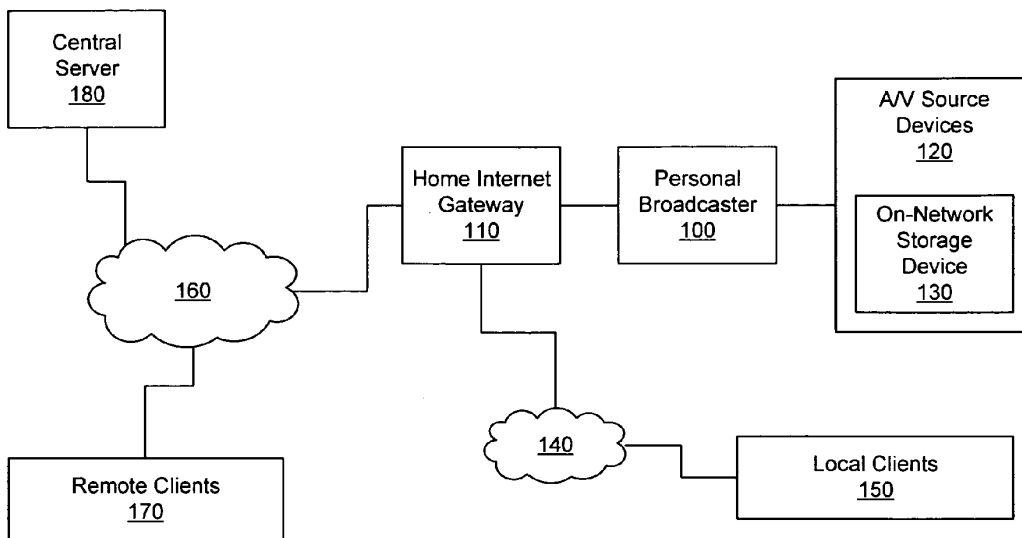 Central
Server
180
A/V Source
Devices
120
Home Internet
Gateway
110
Personal
Broadcaster
100
On-Network
Storage
Device
130
160
140
Remote Clients
170
Local Clients
150